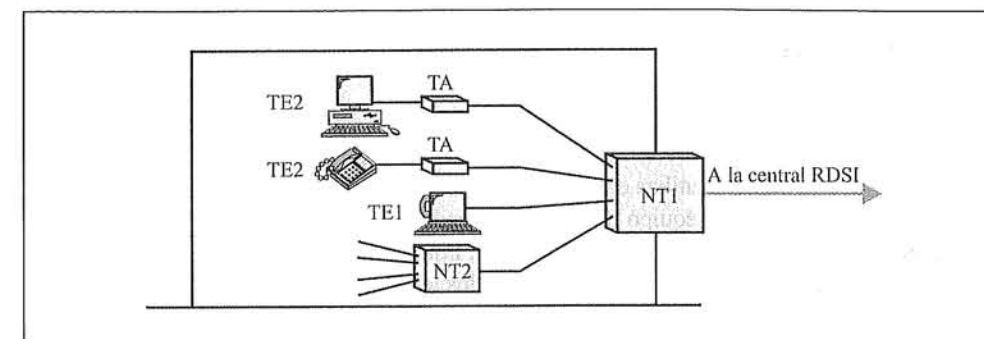 TA
TE2
TA
TE2
TE1
NT2
NT1
A la central RDSI